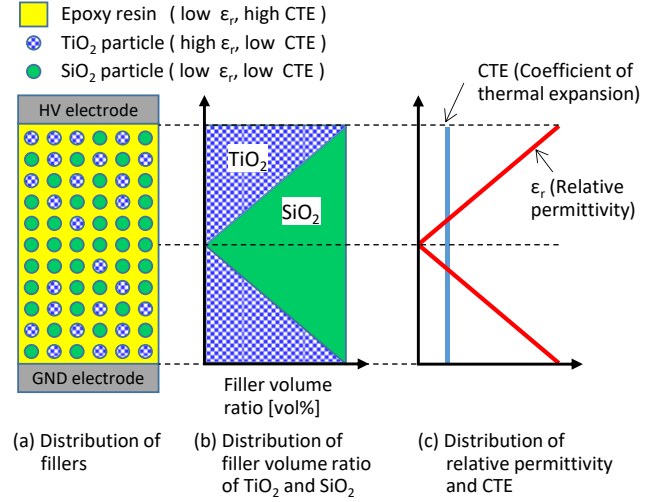 Epoxy resin ( low εr, high CTE )
TiO2 particle ( high εr, low CTE )
SiO2 particle ( low εr, low CTE )
HV electrode
GND electrode
TiO2
SiO2
Filler volume
ratio [vol%]
CTE (Coefficient of
thermal expansion)
εr (Relative
permittivity)
(a) Distribution of
fillers
(b) Distribution of
filler volume ratio
of TiO2 and SiO2
(c) Distribution of
relative permittivity
and CTE